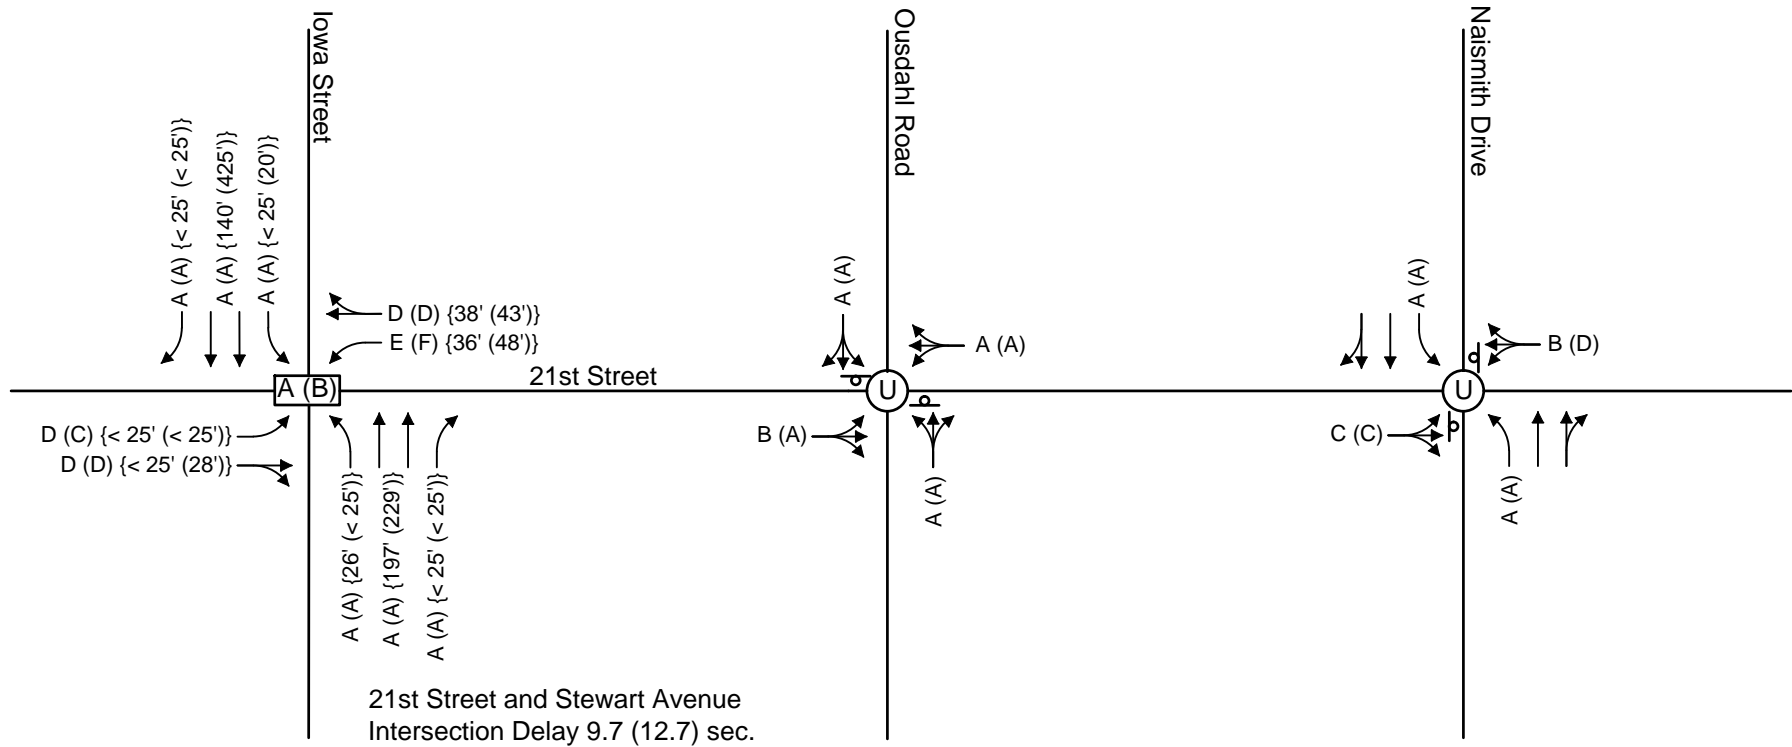 Iowa Street
Ousdahl Road
Naismith Drive
A (A) {< 25' (< 25')}
A (A) {140' (425')}
A (A) {< 25' (20')}
D (D) {38' (43')}
E (F) {36' (48')}
A (B)
21st Street
D (C) {< 25' (< 25')}
D (D) {< 25' (28')}
A (A) {26' (< 25')}
A (A) {197' (229')}
A (A) {< 25' (< 25')}
A (A)
A (A)
U
B (A)
A (A)
A (A)
B (D)
U
C (C)
A (A)
21st Street and Stewart Avenue
Intersection Delay 9.7 (12.7) sec.